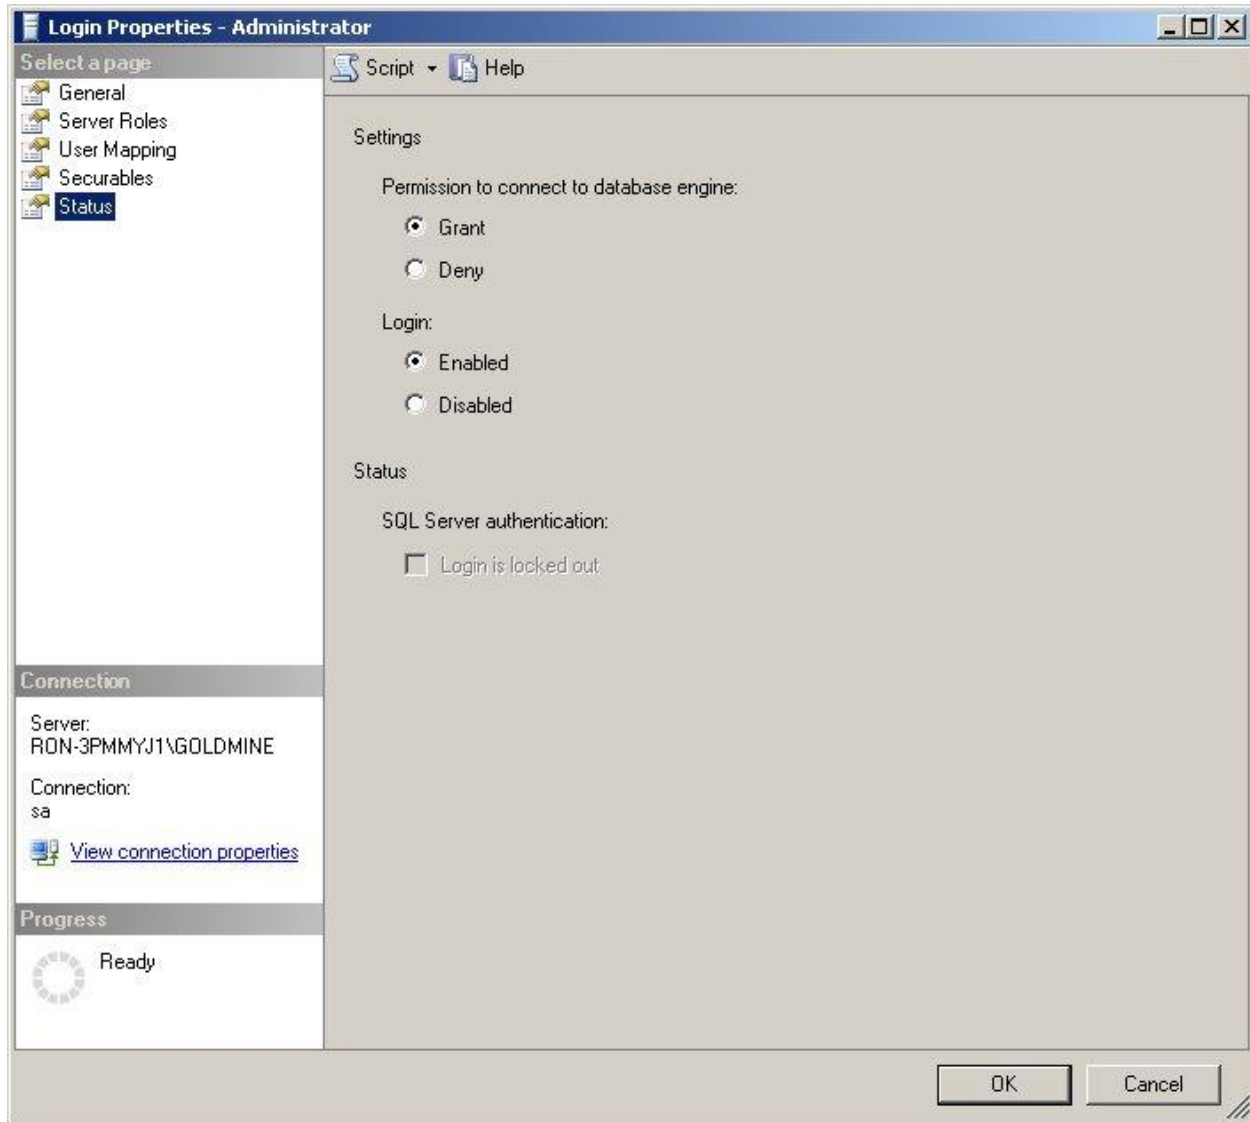 Login Properties - Administrator
Select a page
General
Server Roles
User Mapping
Securables
Status
Script
Help
Settings
Permission to connect to database engine:
Grant
Deny
Login:
Enabled
Disabled
Status
SQL Server authentication:
Login is locked out
Connection
Server:
RON-3PMMYJ1\GOLDMINE
Connection:
sa
View connection properties
Progress
Ready
OK
Cancel